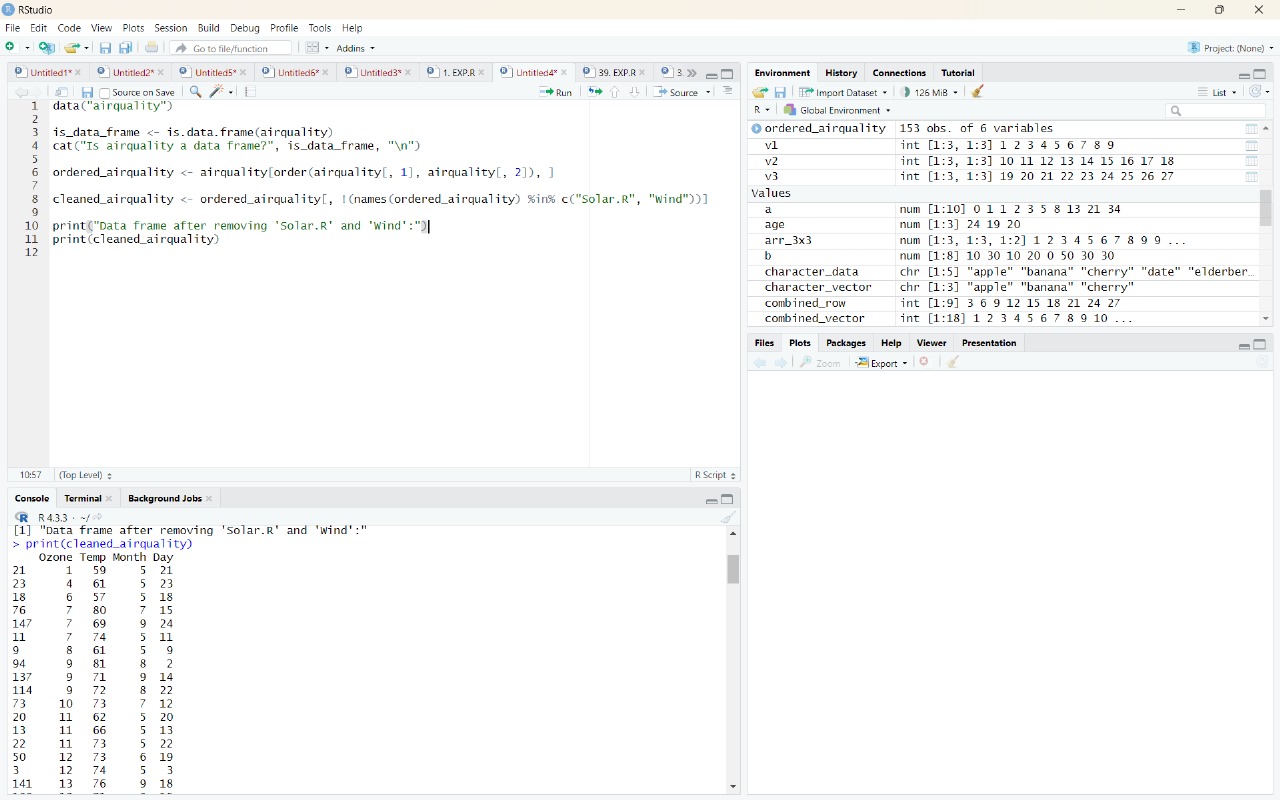 RStudio
File Edit Code View Plots Session Build Debug Profile Tools Help
Go to file/function Addins Project: (None)
Untitled1* Untitled2* Untitled5* Untitled6* Untitled3* 1. EXP.R Untitled4* 39. EXP.R 3.
Source on Save Run Source
1 data("airquality")
2
3 is_data_frame <- is.data.frame(airquality)
4 cat("Is airquality a data frame?", is_data_frame, "\n")
5
6 ordered_airquality <- airquality[order(airquality[, 1], airquality[, 2]), ]
7
8 cleaned_airquality <- ordered_airquality[, !(names(ordered_airquality) %in% c("Solar.R", "Wind"))]
9
10 print("Data frame after removing 'Solar.R' and 'Wind':")
11 print(cleaned_airquality)
12
10:57 (Top Level) R Script
Console Terminal Background Jobs
R 4.3.3 · ~/
[1] "Data frame after removing 'Solar.R' and 'Wind':"
> print(cleaned_airquality)
Ozone Temp Month Day
21 1 59 5 21
23 4 61 5 23
18 6 57 5 18
76 7 80 7 15
147 7 69 9 24
11 7 74 5 11
9 8 61 5 9
94 9 81 8 2
137 9 71 9 14
114 9 72 8 22
73 10 73 7 12
20 11 62 5 20
13 11 66 5 13
22 11 73 5 22
50 12 73 6 19
3 12 74 5 3
141 13 76 9 18
Environment History Connections Tutorial
Import Dataset 126 MiB List
R Global Environment
ordered_airquality 153 obs. of 6 variables
v1 int [1:3, 1:3] 1 2 3 4 5 6 7 8 9
v2 int [1:3, 1:3] 10 11 12 13 14 15 16 17 18
v3 int [1:3, 1:3] 19 20 21 22 23 24 25 26 27
Values
a num [1:10] 0 1 1 2 3 5 8 13 21 34
age num [1:3] 24 19 20
arr_3x3 num [1:3, 1:3, 1:2] 1 2 3 4 5 6 7 8 9 9 ...
b num [1:8] 10 30 10 20 0 50 30 30
character_data chr [1:5] "apple" "banana" "cherry" "date" "elderber…
character_vector chr [1:3] "apple" "banana" "cherry"
combined_row int [1:9] 3 6 9 12 15 18 21 24 27
combined_vector int [1:18] 1 2 3 4 5 6 7 8 9 10 ...
Files Plots Packages Help Viewer Presentation
Zoom Export